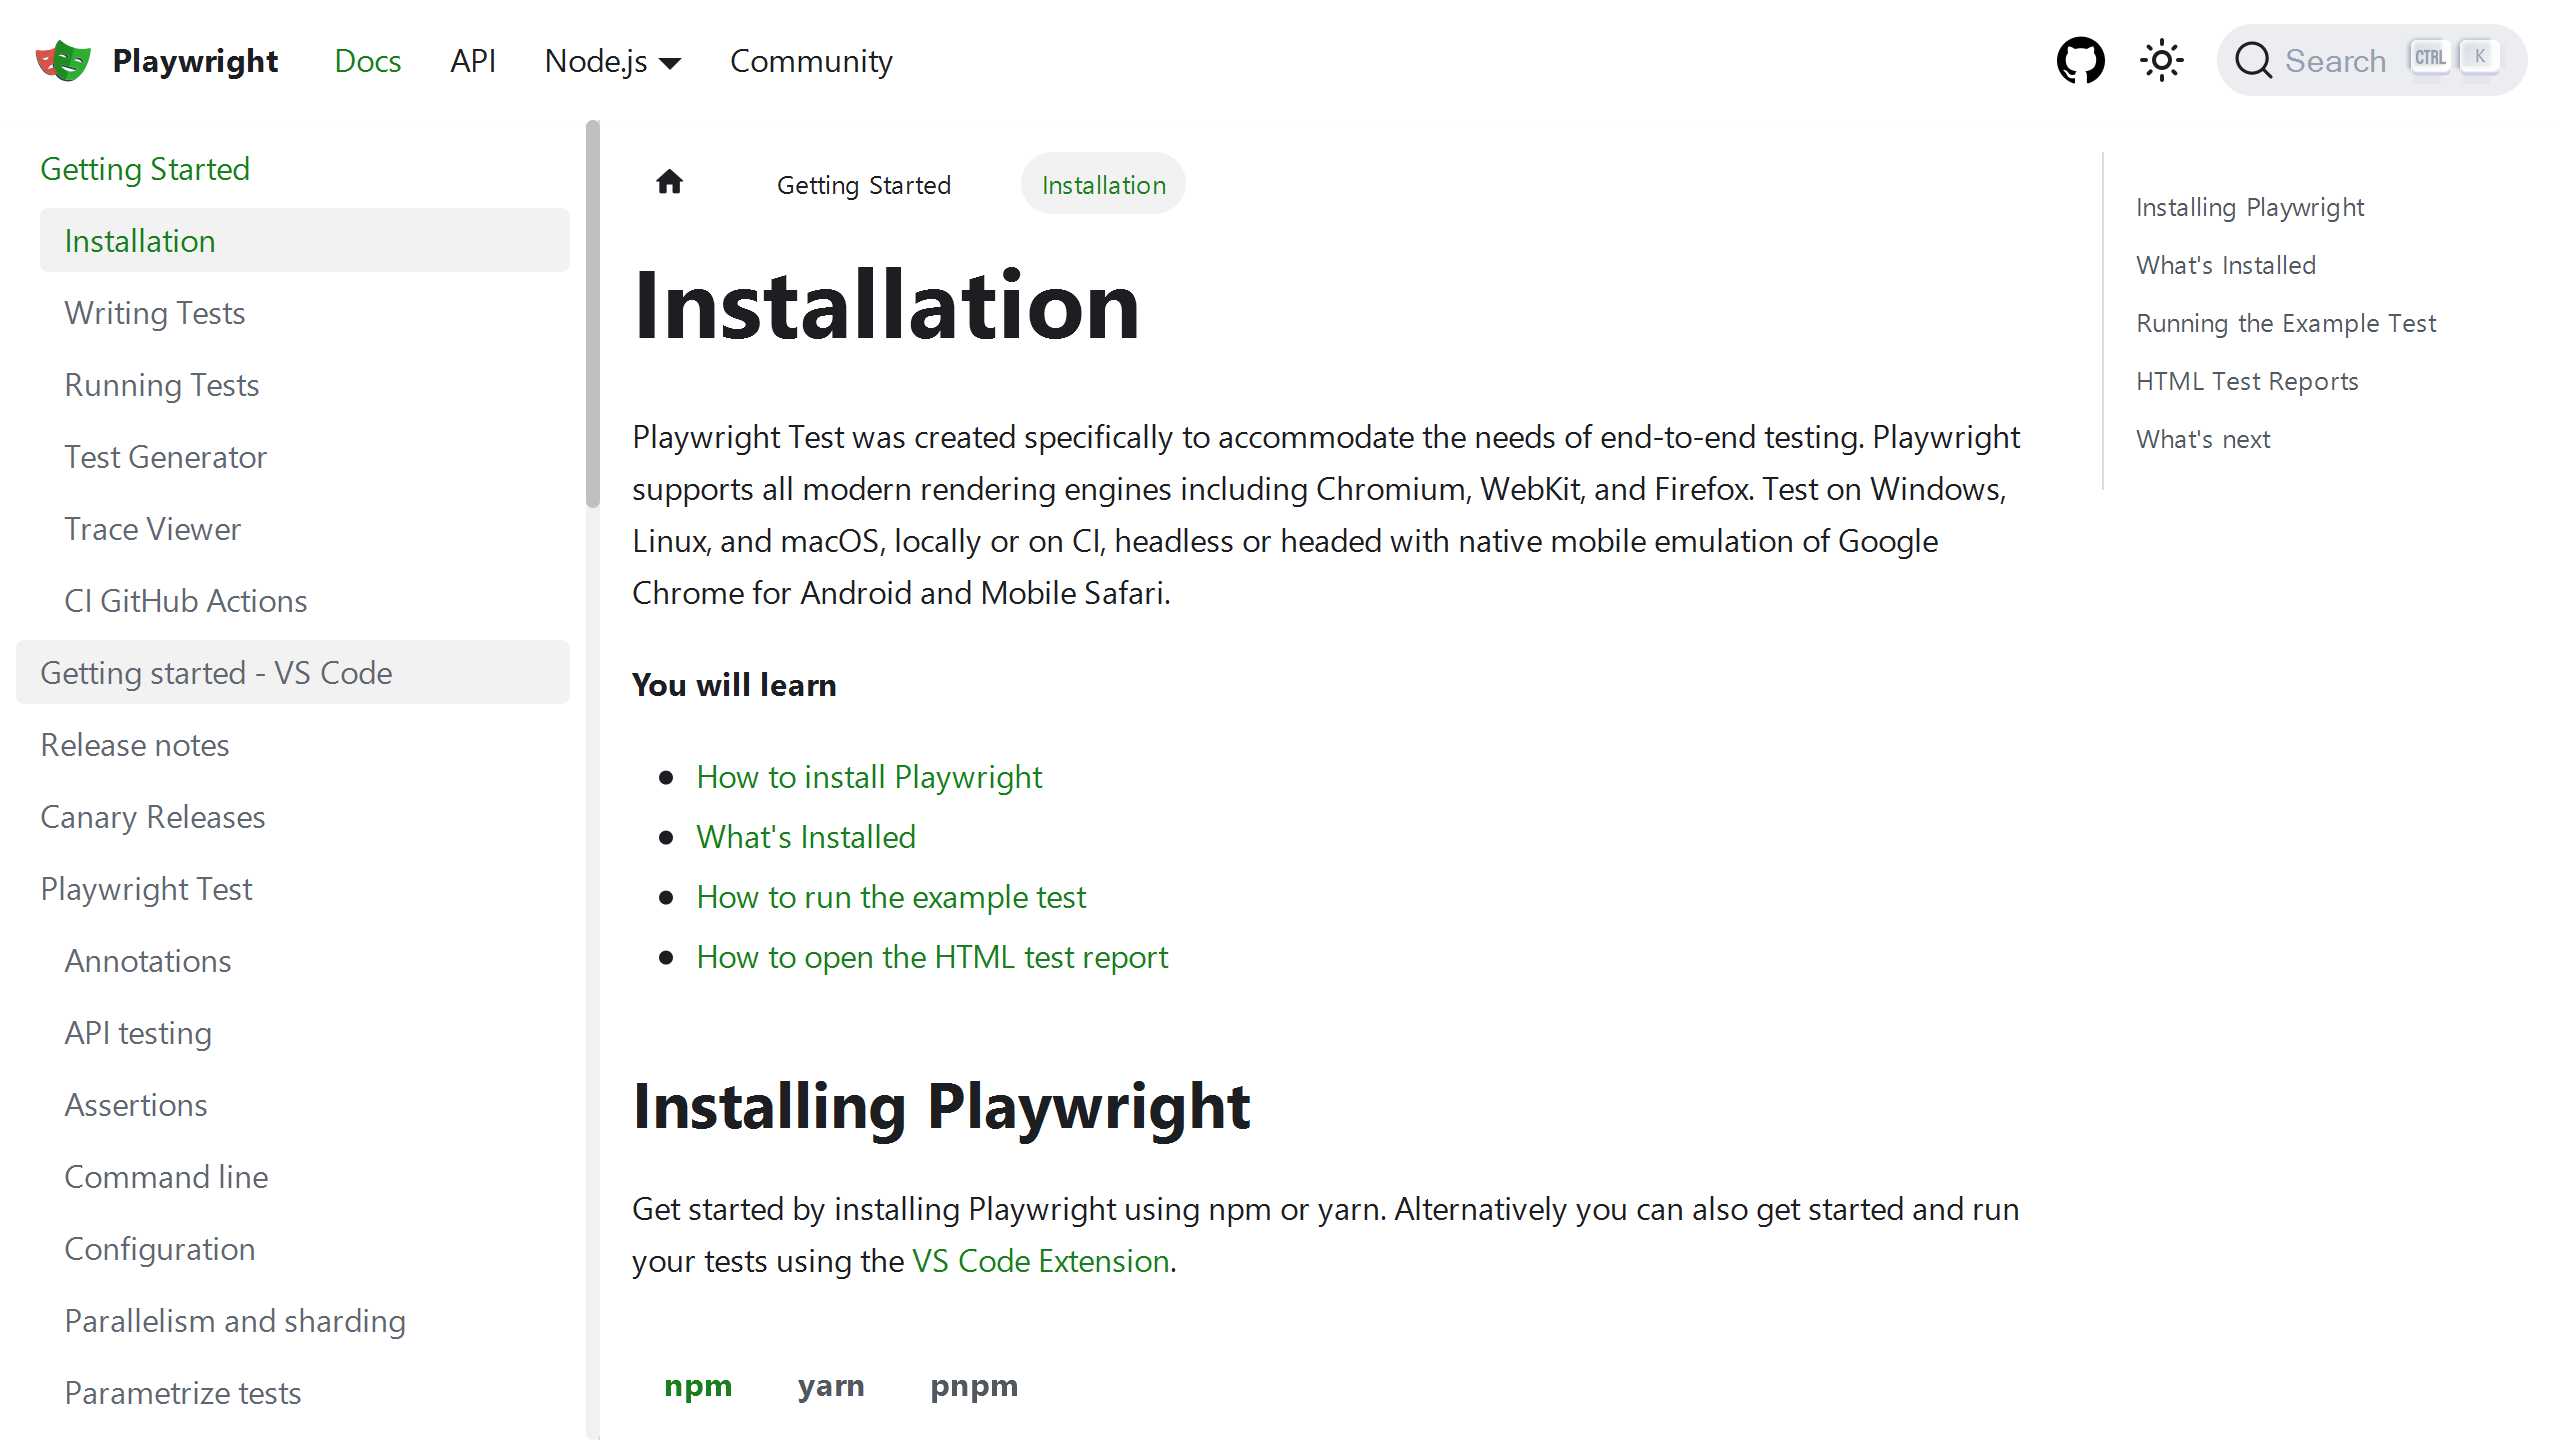 Playwright Docs API Node.js Community Search CTRL K
Getting Started
Installation
Writing Tests
Running Tests
Test Generator
Trace Viewer
CI GitHub Actions
Getting started - VS Code
Release notes
Canary Releases
Playwright Test
Annotations
API testing
Assertions
Command line
Configuration
Parallelism and sharding
Parametrize tests
Getting Started Installation
Installation
Playwright Test was created specifically to accommodate the needs of end-to-end testing. Playwright
supports all modern rendering engines including Chromium, WebKit, and Firefox. Test on Windows,
Linux, and macOS, locally or on CI, headless or headed with native mobile emulation of Google
Chrome for Android and Mobile Safari.
You will learn
How to install Playwright
What's Installed
How to run the example test
How to open the HTML test report
Installing Playwright
Get started by installing Playwright using npm or yarn. Alternatively you can also get started and run
your tests using the VS Code Extension.
npm yarn pnpm
Installing Playwright
What's Installed
Running the Example Test
HTML Test Reports
What's next